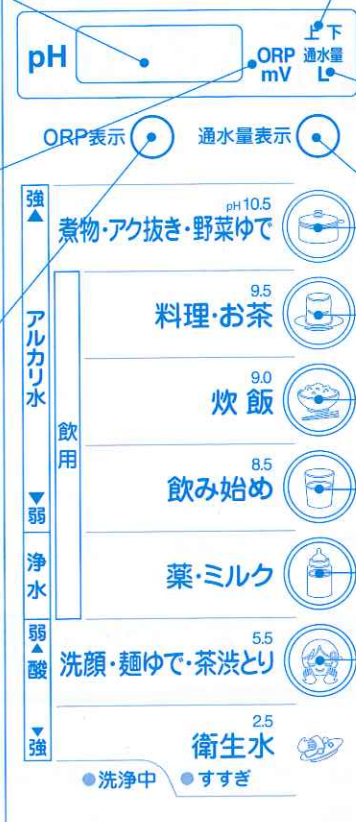 上 下
pH ORP 通水量
mV L
ORP表示 通水量表示
強
▲
アルカリ水
▼
弱
浄水
弱
▲
酸
▼
強
飲用
pH10.5
煮物・アク抜き・野菜ゆで
9.5
料理・お茶
9.0
炊飯
8.5
飲み始め
薬・ミルク
5.5
洗顔・麺ゆで・茶渋とり
2.5
衛生水
●洗浄中 ●すすぎ